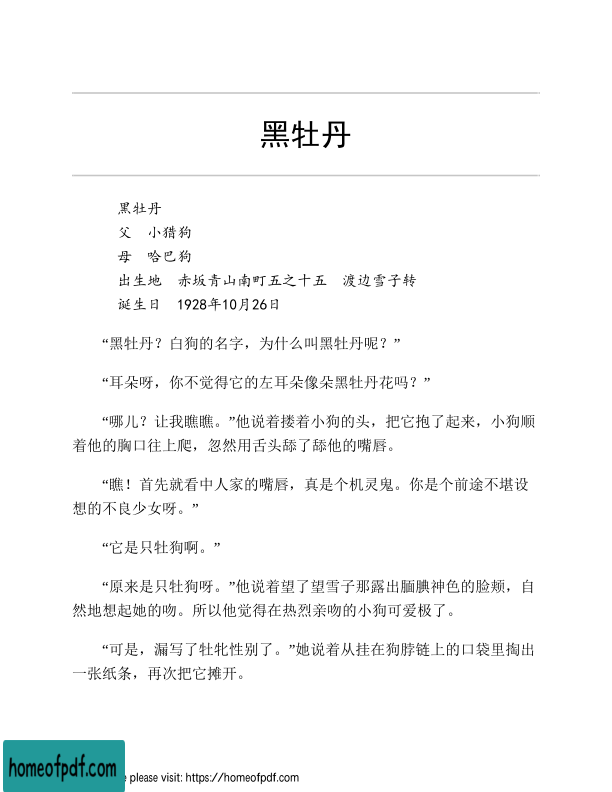 黑牡丹
黑牡丹
父　小猎狗
母　哈巴狗
出生地　赤坂青山南町五之十五　渡边雪子转
诞生日　1928年10月26日
“黑牡丹？白狗的名字，为什么叫黑牡丹呢？”
“耳朵呀，你不觉得它的左耳朵像朵黑牡丹花吗？”
“哪儿？让我瞧瞧。”他说着搂着小狗的头，把它抱了起来，小狗顺
着他的胸口往上爬，忽然用舌头舔了舔他的嘴唇。
“瞧！首先就看中人家的嘴唇，真是个机灵鬼。你是个前途不堪设
想的不良少女呀。”
“它是只牡狗啊。”
“原来是只牡狗呀。”他说着望了望雪子那露出腼腆神色的脸颊，自
然地想起她的吻。所以他觉得在热烈亲吻的小狗可爱极了。
“可是，漏写了牡牝性别了。”她说着从挂在狗脖链上的口袋里掏出
一张纸条，再次把它摊开。
homeofpdf.com
e please visit: https://homeofpdf.com